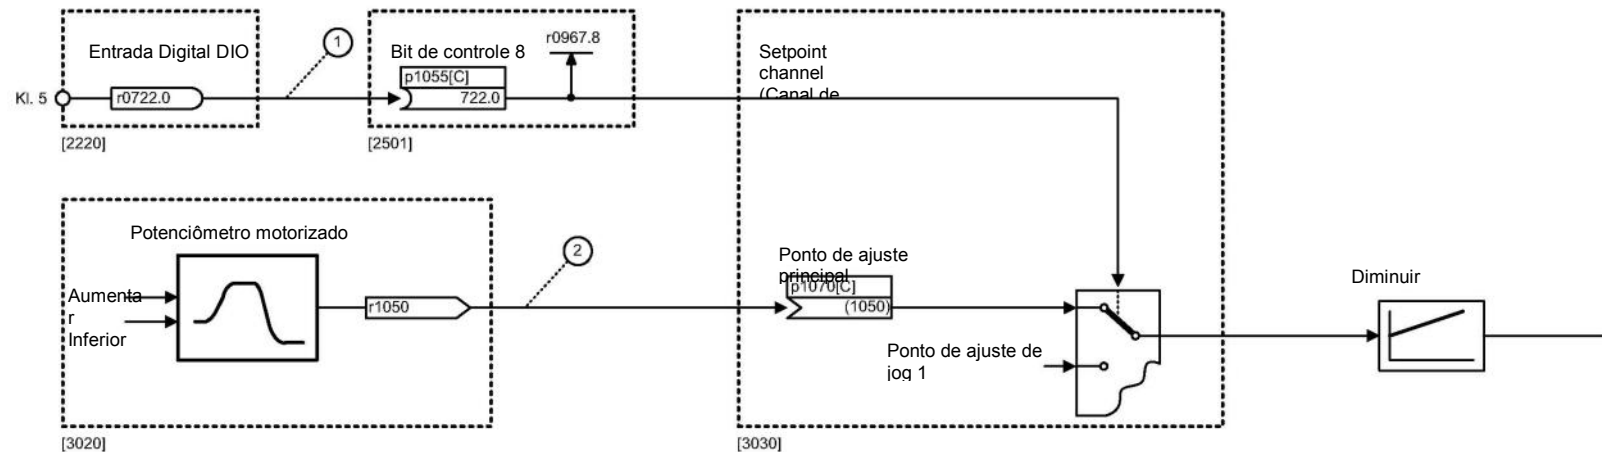 Entrada Digital DIO
1
Bit de controle 8
r0967.8
Setpoint
channel
(Canal de
p1055[C]
Kl. 5
r0722.0
722.0
[2220]
[2501]
Potenciômetro motorizado
2
Ponto de ajuste
principal
p1070[C]
Diminuir
Aumenta
r
Inferior
r1050
(1050)
Ponto de ajuste de
jog 1
[3020]
[3030]